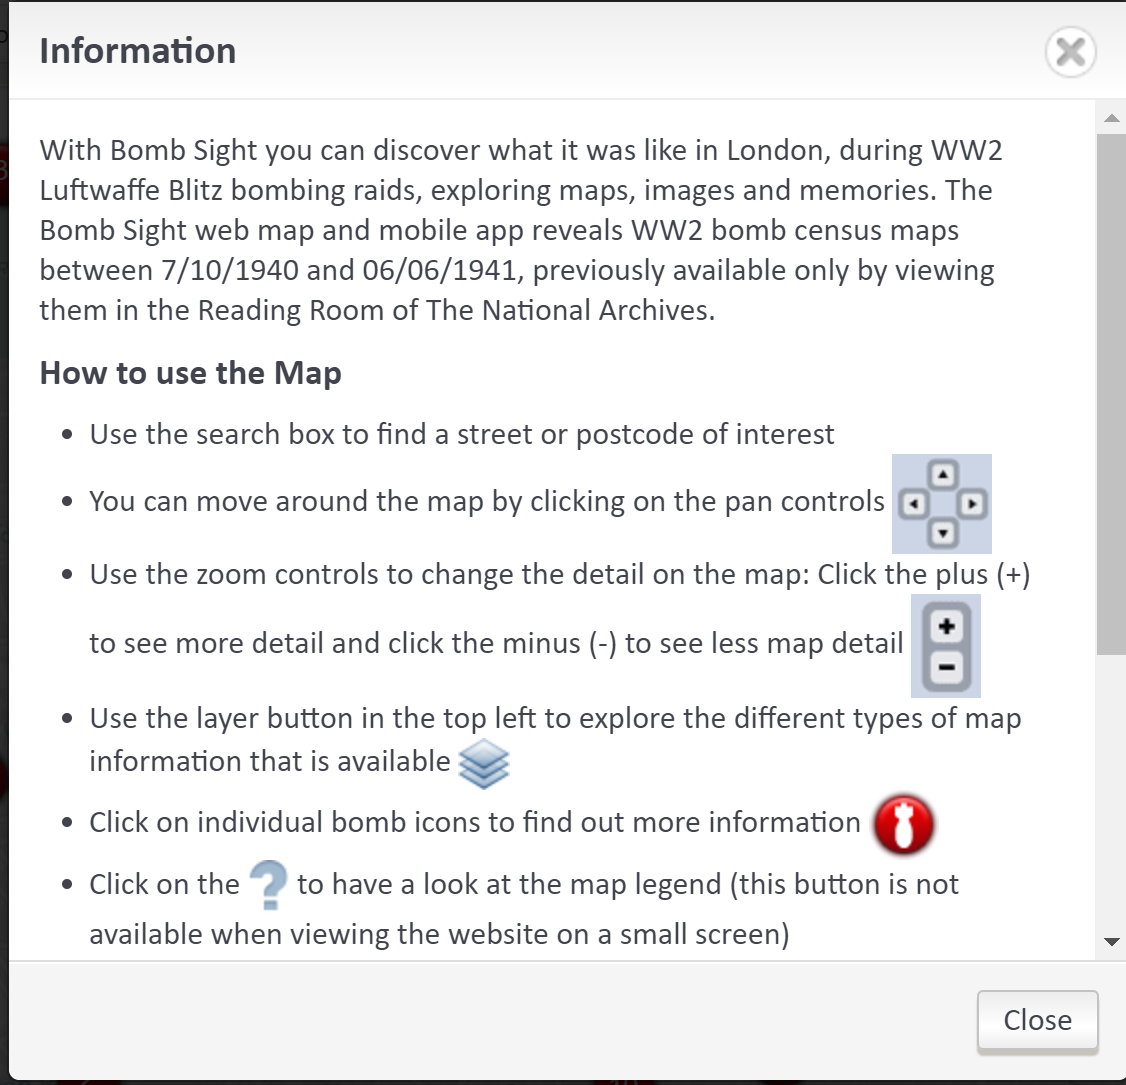 Information
With Bomb Sight you can discover what it was like in London, during WW2
Luftwaffe Blitz bombing raids, exploring maps, images and memories. The
Bomb Sight web map and mobile app reveals WW2 bomb census maps
between 7/10/1940 and 06/06/1941, previously available only by viewing
them in the Reading Room of The National Archives.
How to use the Map
• Use the search box to find a street or postcode of interest
• You can move around the map by clicking on the pan controls
• Use the zoom controls to change the detail on the map: Click the plus (+)
to see more detail and click the minus (-) to see less map detail
• Use the layer button in the top left to explore the different types of map
information that is available
• Click on individual bomb icons to find out more information
• Click on the ? to have a look at the map legend (this button is not
available when viewing the website on a small screen)
Close